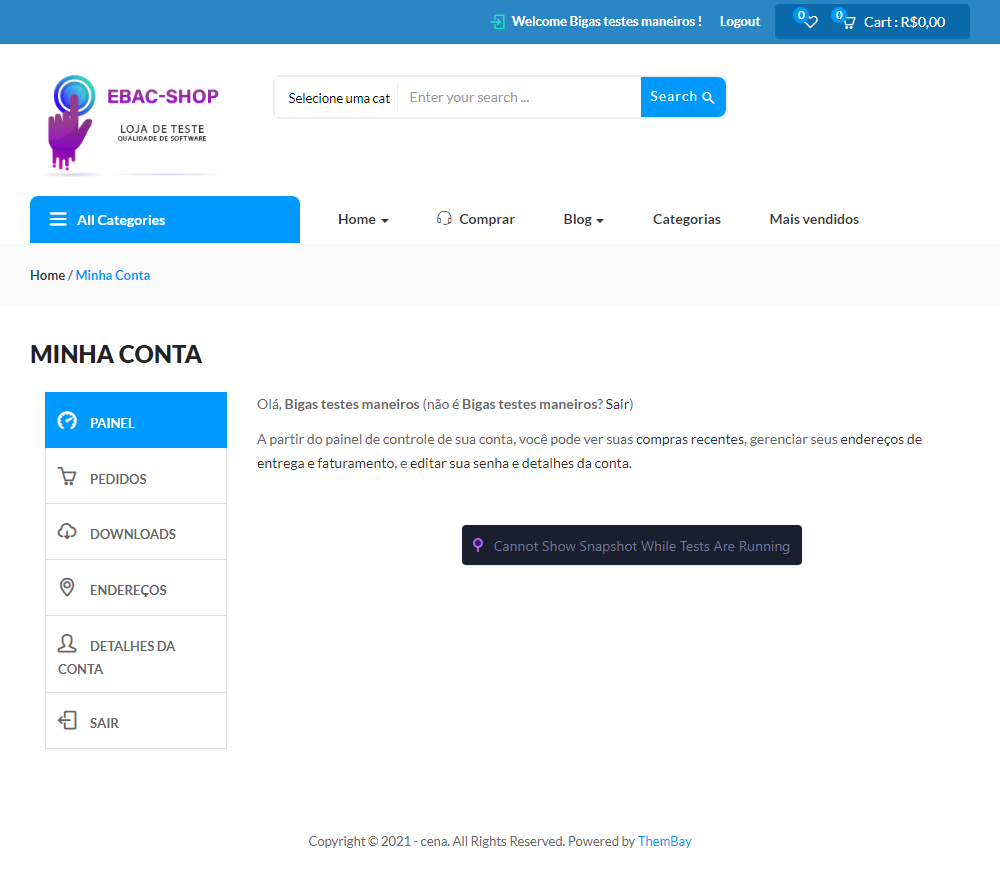 Welcome Bigas testes maneiros ! Logout 0 0 Cart : R$0,00
EBAC-SHOP
LOJA DE TESTE
QUALIDADE DE SOFTWARE
Selecione uma cat Enter your search ... Search
All Categories Home Comprar Blog Categorias Mais vendidos
Home / Minha Conta
MINHA CONTA
PAINEL
PEDIDOS
DOWNLOADS
ENDEREÇOS
DETALHES DA
CONTA
SAIR
Olá, Bigas testes maneiros (não é Bigas testes maneiros? Sair)
A partir do painel de controle de sua conta, você pode ver suas compras recentes, gerenciar seus endereços de
entrega e faturamento, e editar sua senha e detalhes da conta.
Cannot Show Snapshot While Tests Are Running
Copyright © 2021 - cena. All Rights Reserved. Powered by ThemBay